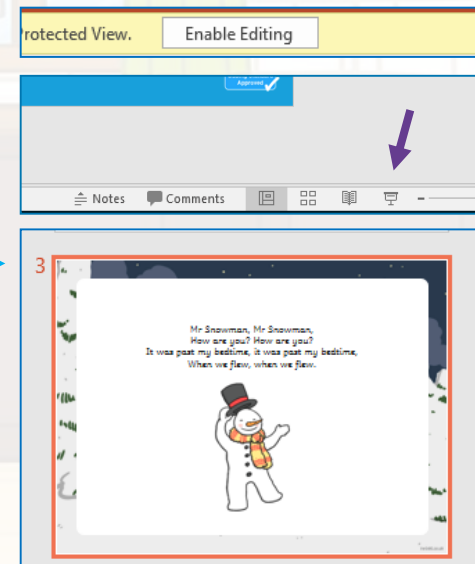 Protected View. Enable Editing
Approved
Notes Comments
3
Mr Snowman, Mr Snowman,
How are you? How are you?
It was past my bedtime, it was past my bedtime,
When we flew, when we flew.